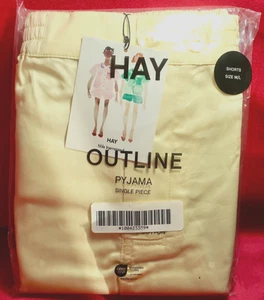 HAY
SHORTS
SIZE M/L
HAY
OUTLINE
PYJAMA
SINGLE PIECE